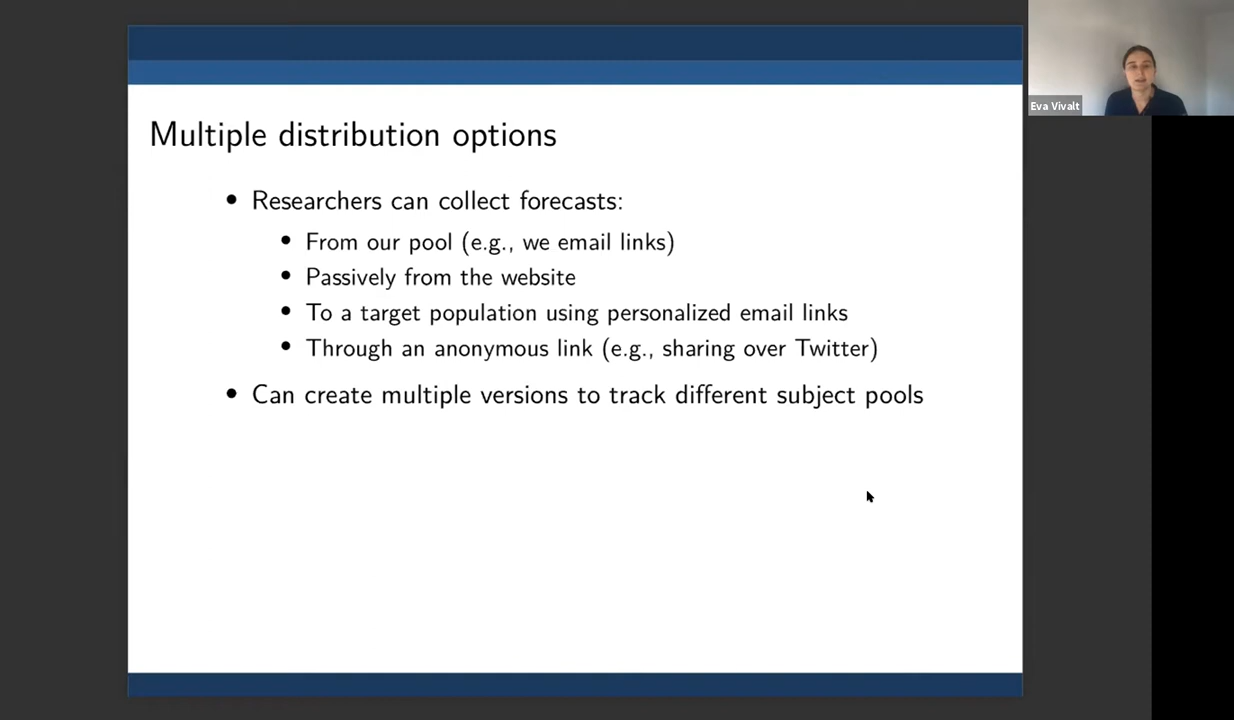 Multiple distribution options
• Researchers can collect forecasts:
• From our pool (e.g., we email links)
• Passively from the website
• To a target population using personalized email links
• Through an anonymous link (e.g., sharing over Twitter)
• Can create multiple versions to track different subject pools
Eva Vivalt